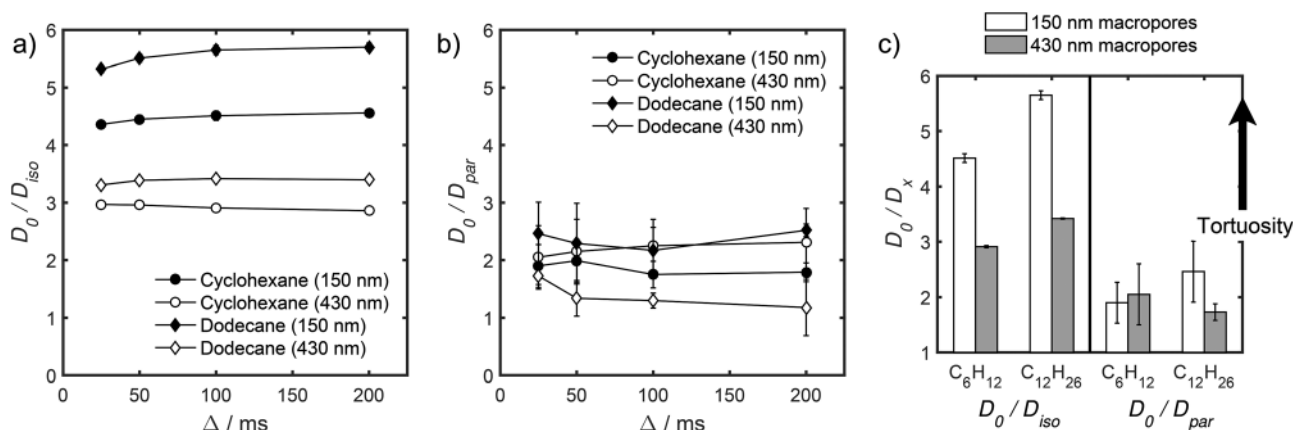 a)
6
5
4
3
2
1
0
D0 / Diso
Cyclohexane (150 nm)
Cyclohexane (430 nm)
Dodecane (150 nm)
Dodecane (430 nm)
0 50 100 150 200
Δ / ms
b)
6
5
4
3
2
1
0
D0 / Dpar
Cyclohexane (150 nm)
Cyclohexane (430 nm)
Dodecane (150 nm)
Dodecane (430 nm)
0 50 100 150 200
Δ / ms
c)
150 nm macropores
430 nm macropores
6
5
4
3
2
1
D0 / Dx
Tortuosity
C6H12 C12H26 C6H12 C12H26
D0 / Diso D0 / Dpar